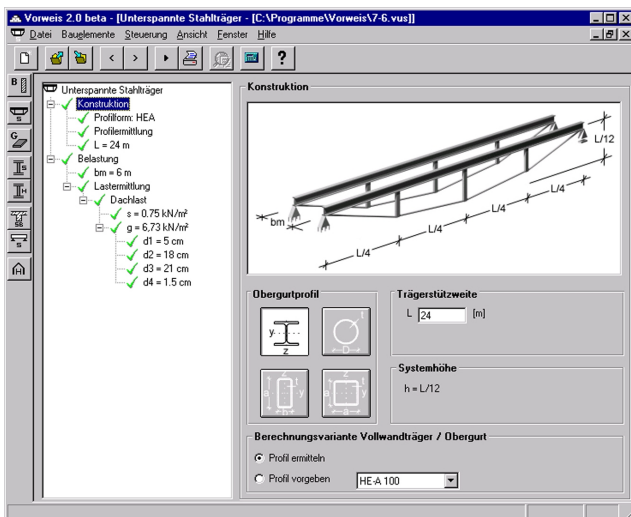 Vorweis 2.0 beta - [Unterspannte Stahlträger - [C:\Programme\Vorweis\7-6.vus]]
Datei Bauelemente Steuerung Ansicht Fenster Hilfe
?
B
S
G
S
H
S6
S
Unterspannte Stahlträger
Konstruktion
Profilform: HEA
Profilermittlung
L = 24 m
Belastung
bm = 6 m
Lastermittlung
Dachlast
s = 0.75 kN/m²
g = 6,73 kN/m²
d1 = 5 cm
d2 = 18 cm
d3 = 21 cm
d4 = 1.5 cm
Konstruktion
L/12
bm
L/4
L/4
L/4
L/4
Obergurtprofil
y
z
t
D
z
t
a
y
b
z
t
a
y
a
Trägerstützweite
L 24 [m]
Systemhöhe
h = L/12
Berechnungsvariante Vollwandträger / Obergurt
Profil ermitteln
Profil vorgeben HE-A 100